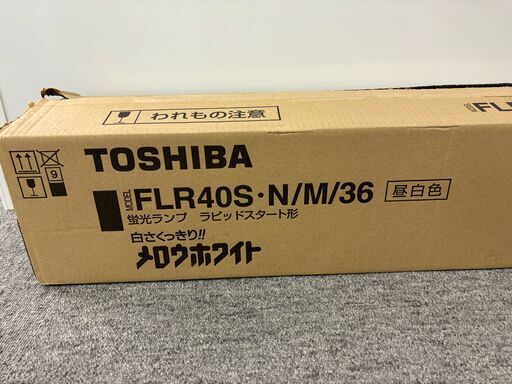 われもの注意
FL
9
TOSHIBA
MODEL FLR40S・N/M/36 昼白色
蛍光ランプ ラピッドスタート形
白さくっきり!!
メロウホワイト